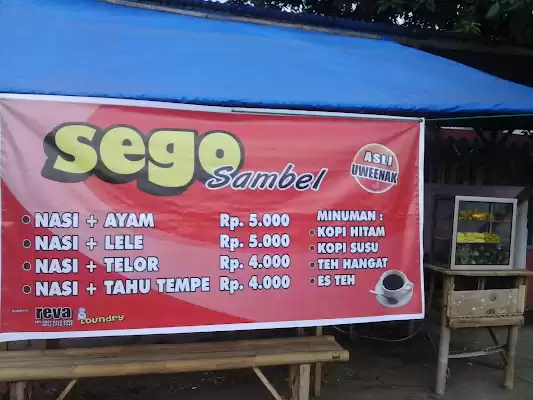 sego
Sambel
ASLI
UWEENAK
NASI + AYAM Rp. 5.000
NASI + LELE Rp. 5.000
NASI + TELOR Rp. 4.000
NASI + TAHU TEMPE Rp. 4.000
MINUMAN :
KOPI HITAM
KOPI SUSU
TEH HANGAT
ES TEH
reva
Loundry